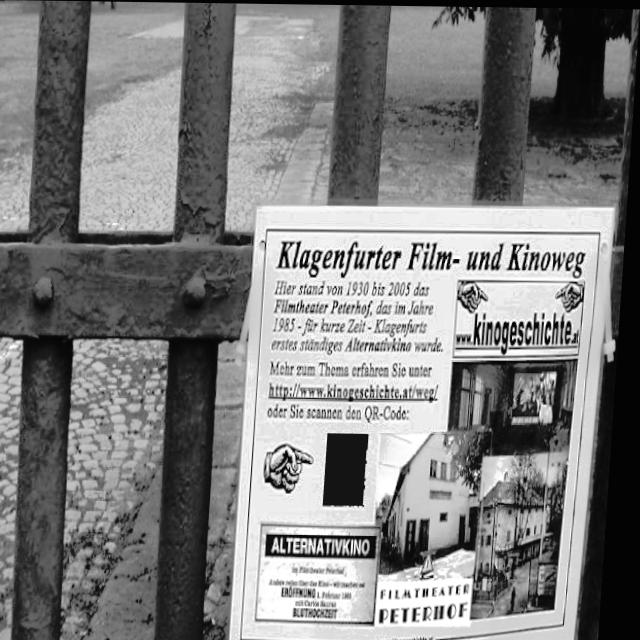 Klagenfurter Film- und Kinoweg
Hier stand von 1930 bis 2005 das
Filmtheater Peterhof, das im Jahre
1985 - für kurze Zeit - Klagenfurts
erstes ständiges Alternativkino wurde.
www.kinogeschichte.at
Mehr zum Thema erfahren Sie unter
http://www.kinogeschichte.at/weg/
oder Sie scannen den QR-Code:
ALTERNATIVKINO
im Filmtheater Peterhof
ERÖFFNUNG
BLUTHOCHZEIT
FILMTHEATER
PETERHOF